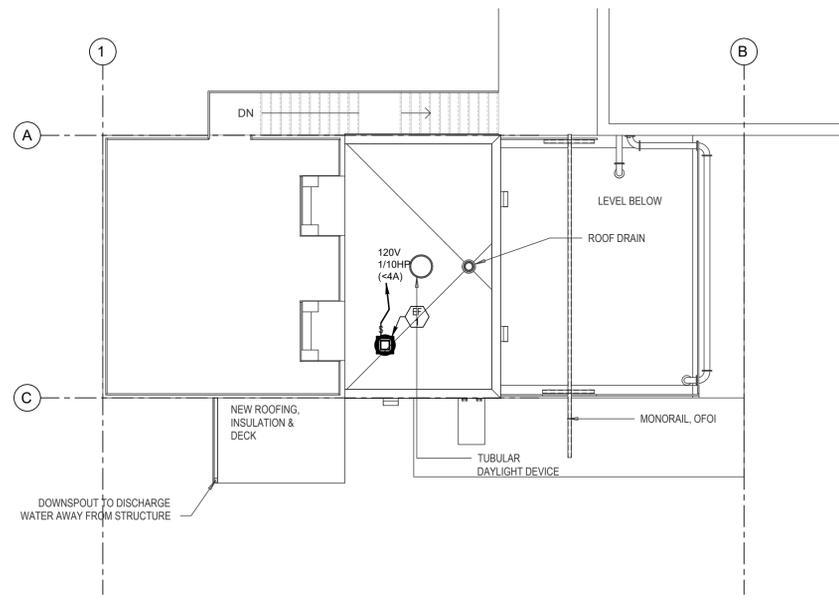 1
B
A
DN
LEVEL BELOW
ROOF DRAIN
120V
1/10HP
(<4A)
EF
1
S
C
NEW ROOFING,
INSULATION &
DECK
MONORAIL, OFOI
TUBULAR
DAYLIGHT DEVICE
DOWNSPOUT TO DISCHARGE
WATER AWAY FROM STRUCTURE